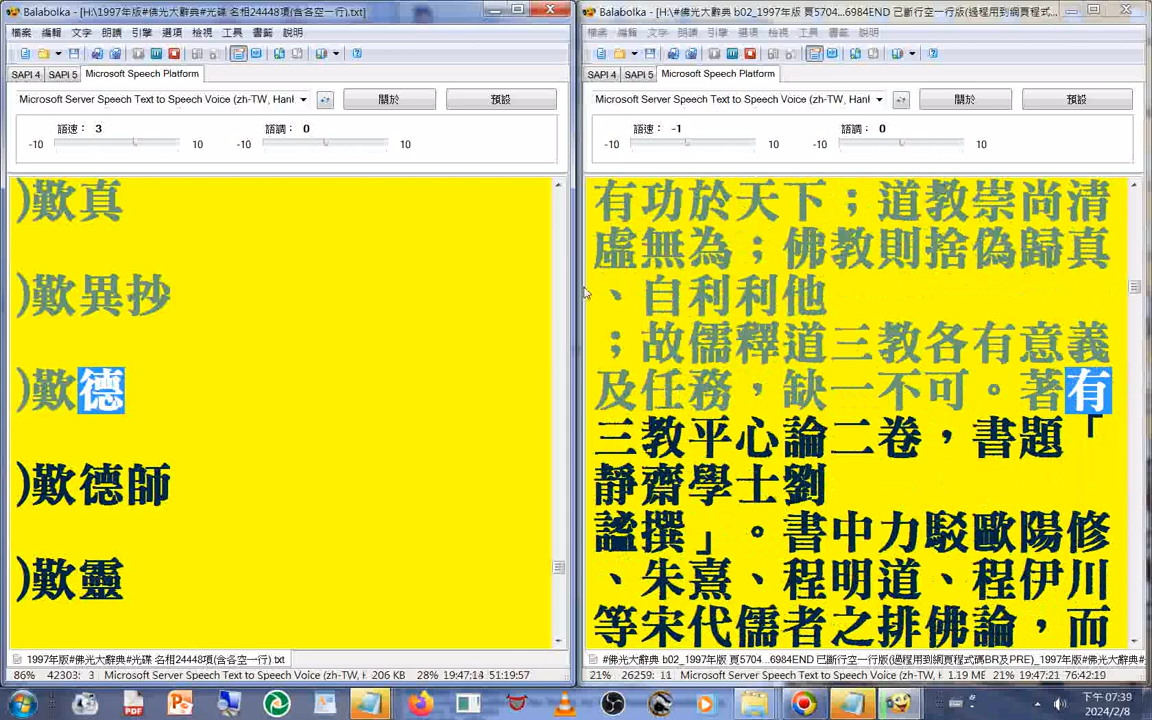 Balabolka - [H:\1997年版#佛光大辭典#光碟 名相24448項(含各空一行).txt]
檔案 編輯 文字 朗讀 引擎 選項 檢視 工具 書籤 說明
SAPI 4 SAPI 5 Microsoft Speech Platform
Microsoft Server Speech Text to Speech Voice (zh-TW, Hanl
關於 預設
語速： 3 語調： 0
-10 10 -10 10
)歎真
)歎異抄
)歎德
)歎德師
)歎靈
1997年版#佛光大辭典#光碟 名相24448項(含各空一行).txt
86% 42303: 3 Microsoft Server Speech Text to Speech Voice (zh-TW, H 206 KB 28% 19:47:14 51:19:57
Balabolka - [H:\#佛光大辭典 b02_1997年版 頁5704...6984END 已斷行空一行版(過程用到網頁程式...
檔案 編輯 文字 朗讀 引擎 選項 檢視 工具 書籤 說明
SAPI 4 SAPI 5 Microsoft Speech Platform
Microsoft Server Speech Text to Speech Voice (zh-TW, Hanl
關於 預設
語速： -1 語調： 0
-10 10 -10 10
有功於天下；道教崇尚清
虛無為；佛教則捨偽歸真
、自利利他
；故儒釋道三教各有意義
及任務，缺一不可。著有
三教平心論二卷，書題「
靜齋學士劉
謐撰」。書中力駁歐陽修
、朱熹、程明道、程伊川
等宋代儒者之排佛論，而
#佛光大辭典 b02_1997年版 頁5704...6984END 已斷行空一行版(過程用到網頁程式碼BR及PRE)_1997年版#佛光大辭典#
21% 26259: 11 Microsoft Server Speech Text to Speech Voice (zh-TW, 1.19 ME 21% 19:47:21 76:42:19
下午 07:39
2024/2/8